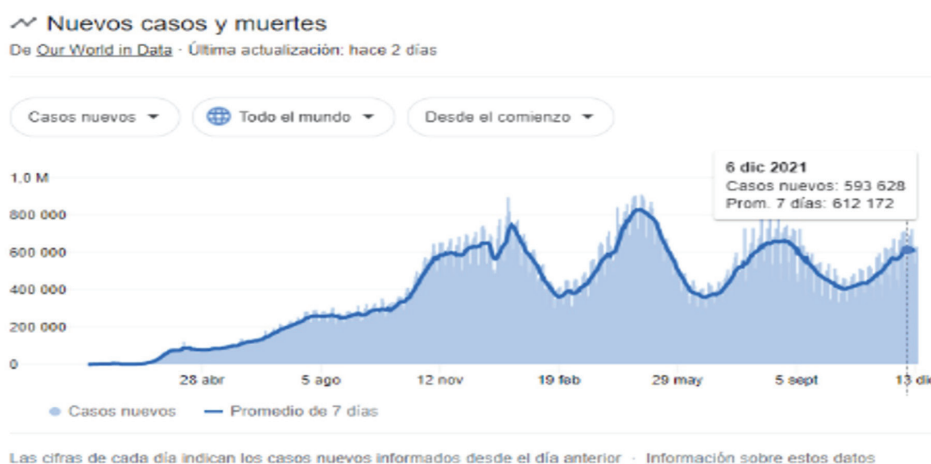 Nuevos casos y muertes
De Our World in Data · Última actualización: hace 2 días
Casos nuevos Todo el mundo Desde el comienzo
6 dic 2021
Casos nuevos: 593 628
Prom. 7 días: 612 172
1.0 M
800 000
600 000
400 000
200 000
0
28 abr 5 ago 12 nov 19 feb 29 may 5 sept 13 dic
Casos nuevos Promedio de 7 días
Las cifras de cada día indican los casos nuevos informados desde el día anterior · Información sobre estos datos